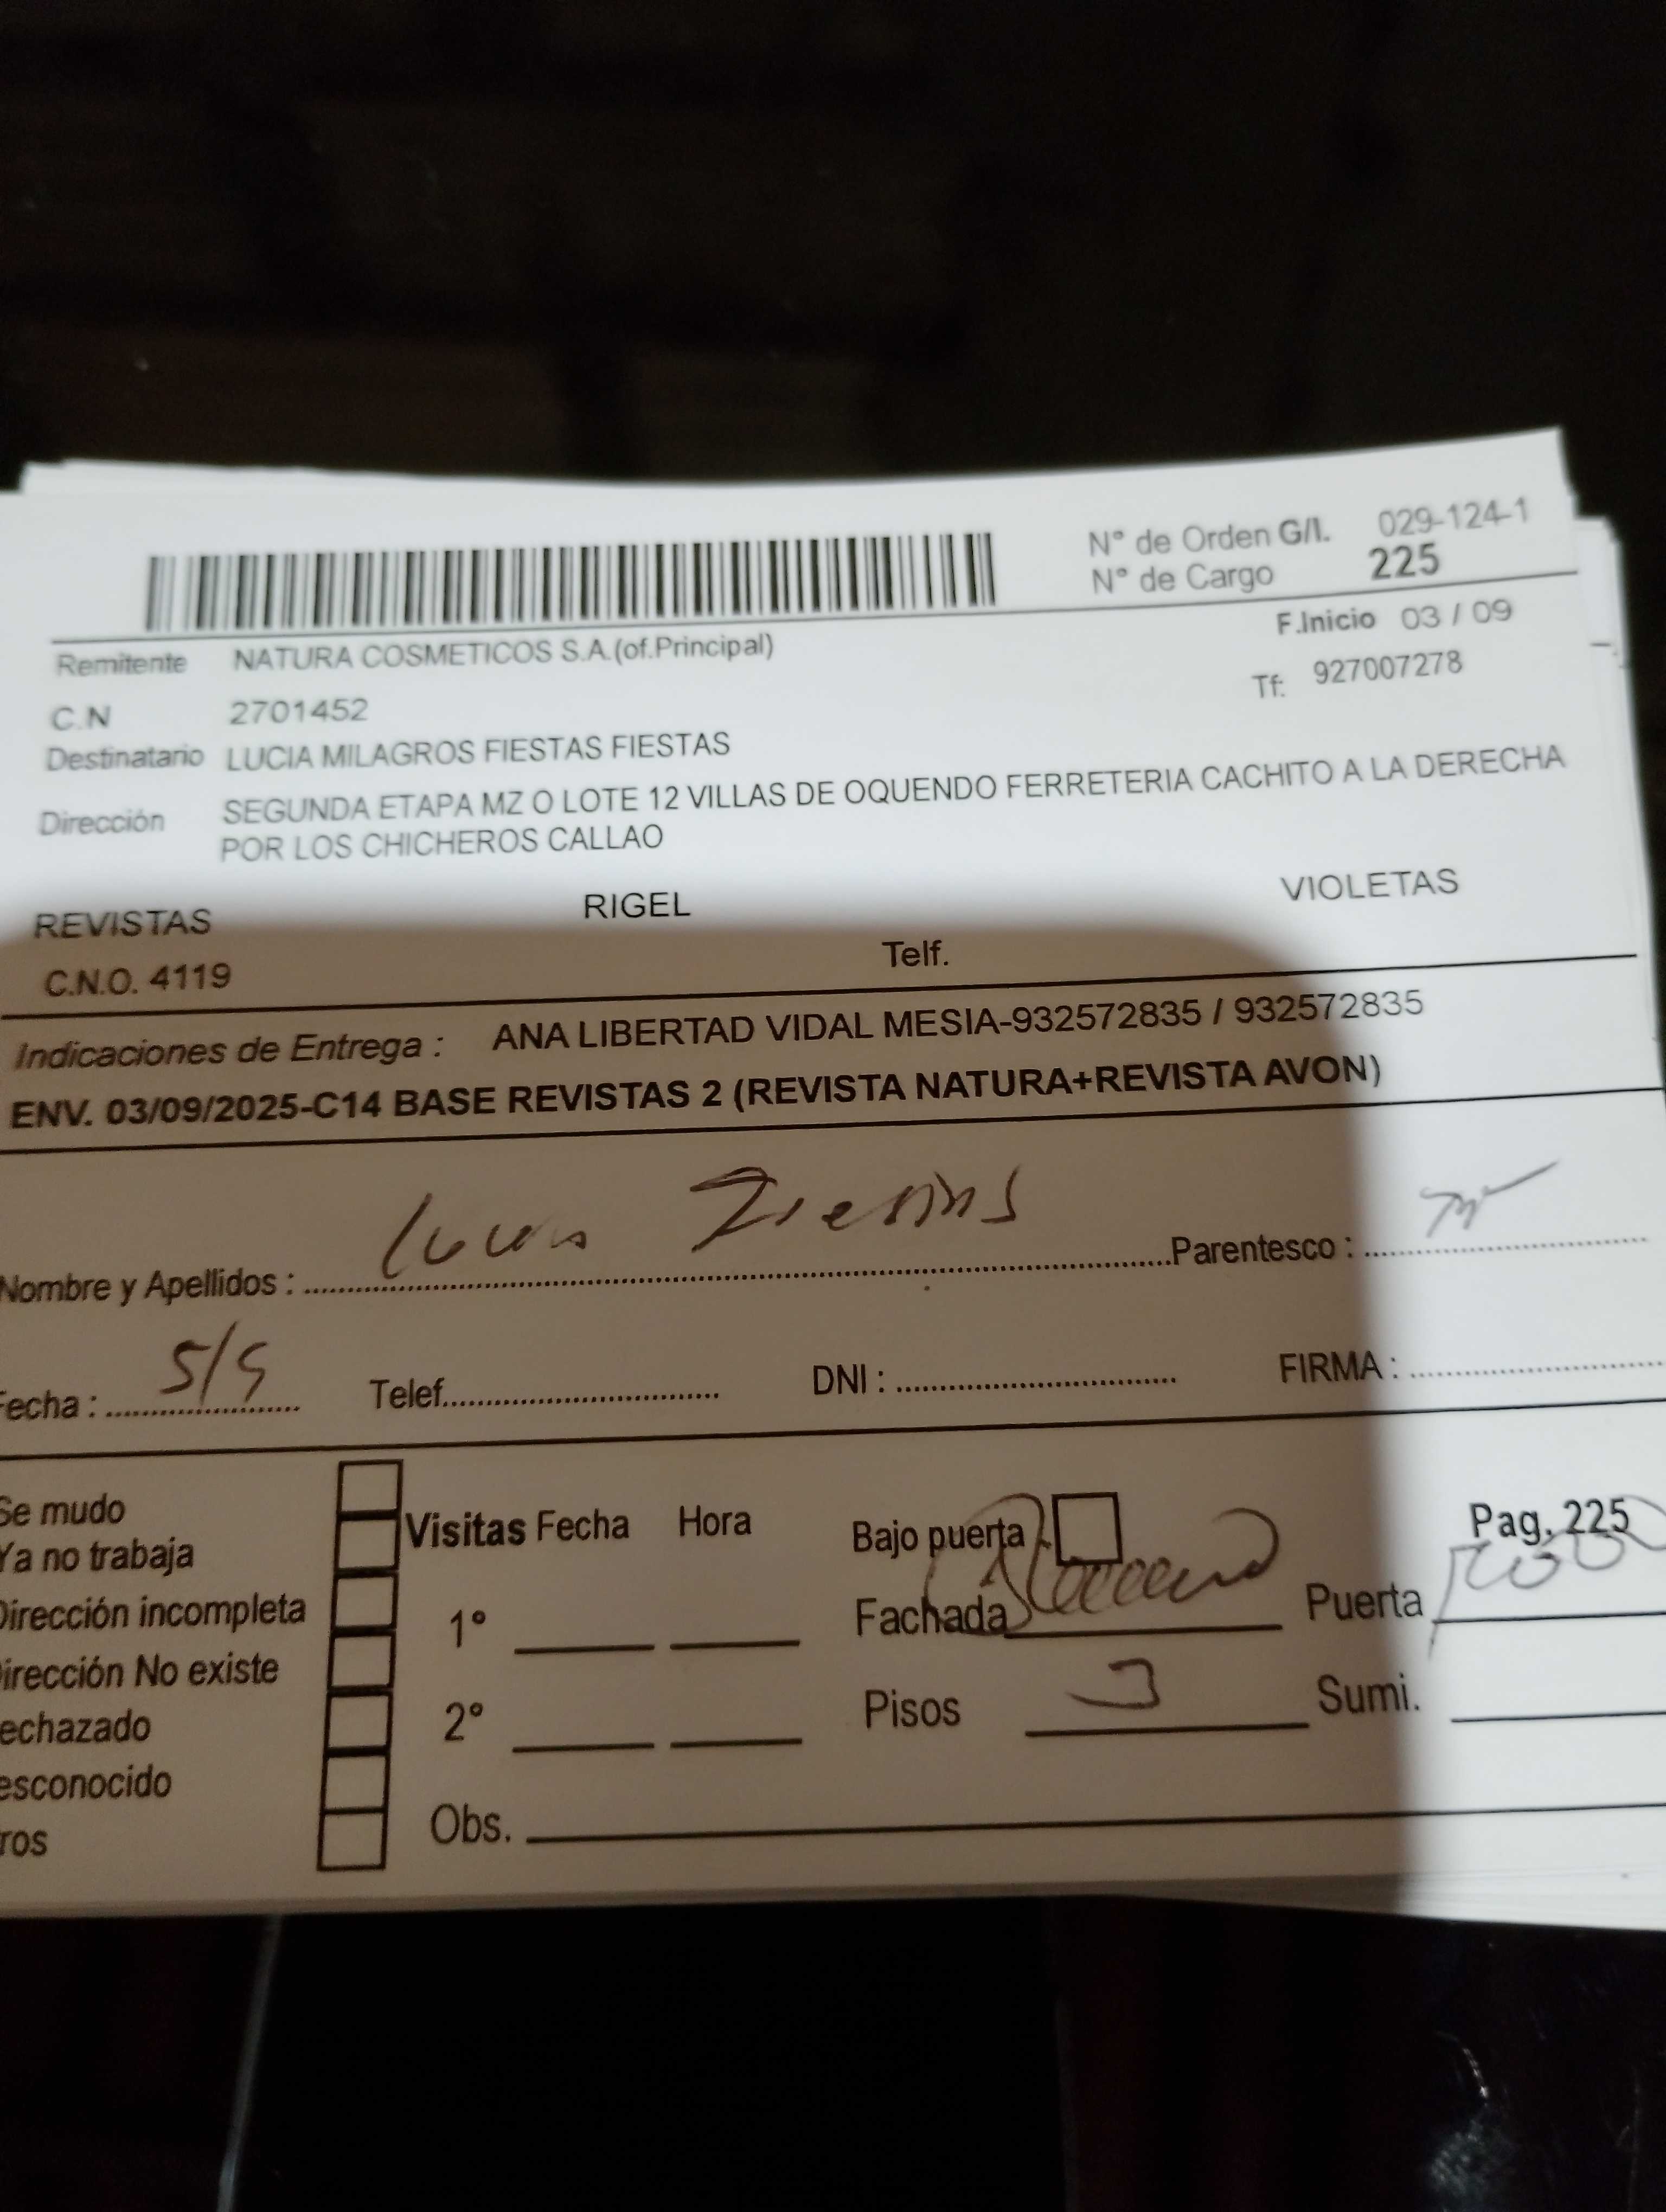 N° de Orden G/I. 029-124-1
N° de Cargo 225
F.Inicio 03 / 09
Remitente NATURA COSMETICOS S.A.(of.Principal)
Tf: 927007278
C.N 2701452
Destinatario LUCIA MILAGROS FIESTAS FIESTAS
Dirección SEGUNDA ETAPA MZ O LOTE 12 VILLAS DE OQUENDO FERRETERIA CACHITO A LA DERECHA
POR LOS CHICHEROS CALLAO
REVISTAS RIGEL VIOLETAS
C.N.O. 4119 Telf.
Indicaciones de Entrega : ANA LIBERTAD VIDAL MESIA-932572835 / 932572835
ENV. 03/09/2025-C14 BASE REVISTAS 2 (REVISTA NATURA+REVISTA AVON)
Nombre y Apellidos : Parentesco :
Fecha : Telef. DNI : FIRMA :
Se mudo
Ya no trabaja
Dirección incompleta
Dirección No existe
echazado
esconocido
ros
Visitas Fecha Hora
1°
2°
Obs.
Bajo puerta Pag. 225
Fachada Puerta
Pisos 3 Sumi.